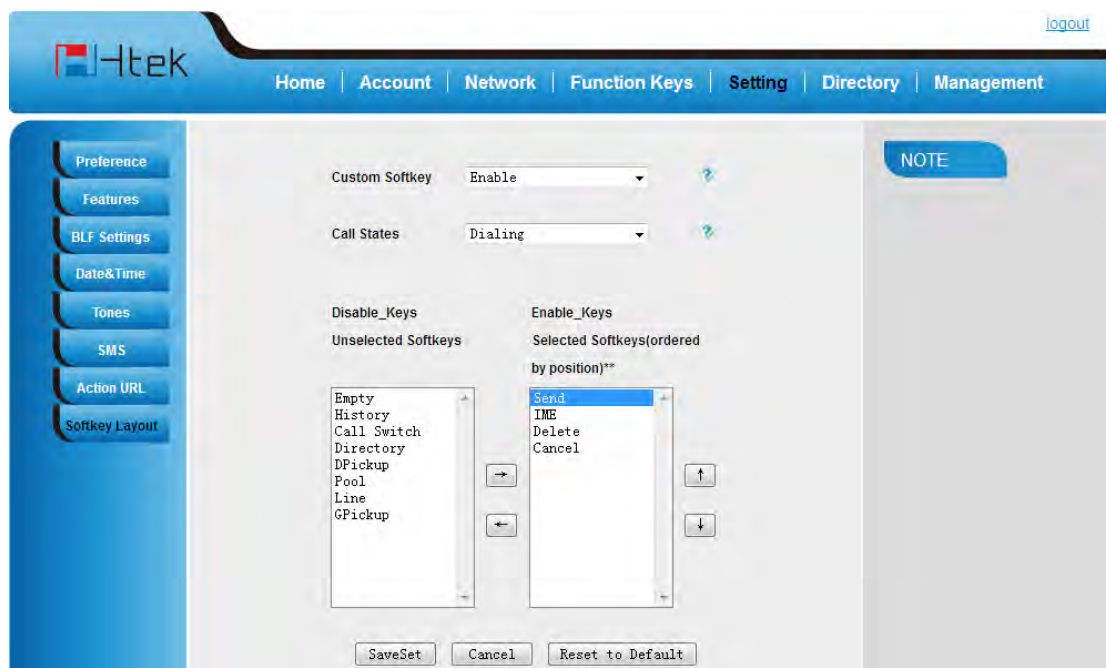 logout
Htek
Home | Account | Network | Function Keys | Setting | Directory | Management
Preference
Features
BLF Settings
Date&Time
Tones
SMS
Action URL
Softkey Layout
Custom Softkey Enable ?
Call States Dialing ?
Disable_Keys Enable_Keys
Unselected Softkeys Selected Softkeys(ordered
by position)**
Empty
History
Call Switch
Directory
DPickup
Pool
Line
GPickup
→
←
Send
IME
Delete
Cancel
↑
↓
SaveSet Cancel Reset to Default
NOTE